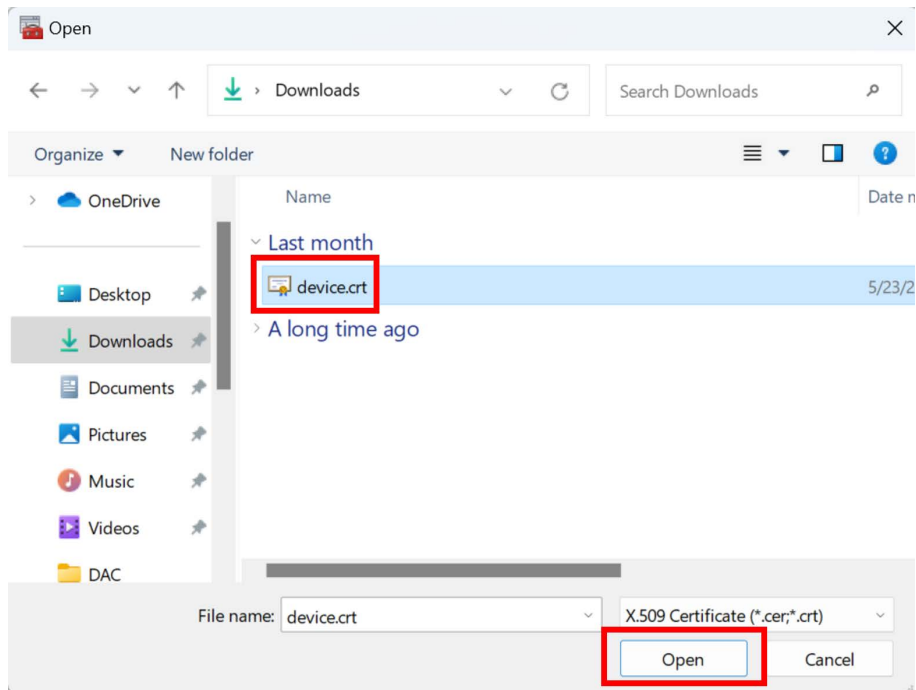 Open
Downloads
Search Downloads
Organize
New folder
OneDrive
Desktop
Downloads
Documents
Pictures
Music
Videos
DAC
Name
Date m
Last month
device.crt
5/23/2
A long time ago
File name:
device.crt
X.509 Certificate (*.cer;*.crt)
Open
Cancel